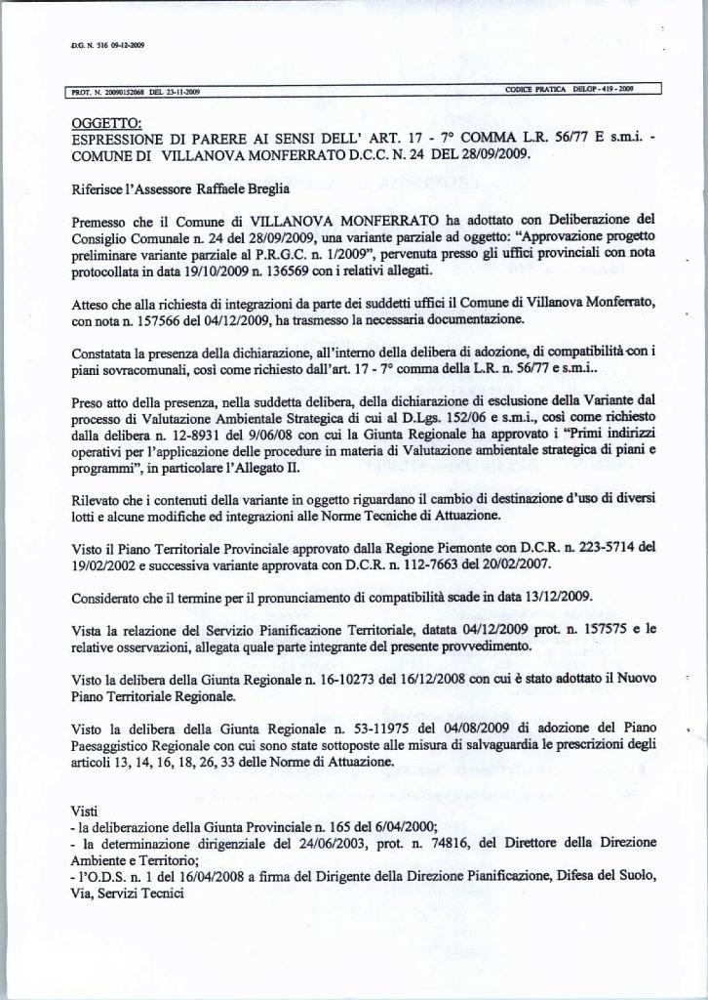 D.G. N. 516 09-12-2009
PROT. N. 20090152068 DEL 23-11-2009 CODICE PRATICA DELGP - 419 - 2009
OGGETTO:
ESPRESSIONE DI PARERE AI SENSI DELL' ART. 17 - 7° COMMA L.R. 56/77 E s.m.i. -
COMUNE DI VILLANOVA MONFERRATO D.C.C. N. 24 DEL 28/09/2009.
Riferisce l'Assessore Raffaele Breglia
Premesso che il Comune di VILLANOVA MONFERRATO ha adottato con Deliberazione del
Consiglio Comunale n. 24 del 28/09/2009, una variante parziale ad oggetto: “Approvazione progetto
preliminare variante parziale al P.R.G.C. n. 1/2009”, pervenuta presso gli uffici provinciali con nota
protocollata in data 19/10/2009 n. 136569 con i relativi allegati.
Atteso che alla richiesta di integrazioni da parte dei suddetti uffici il Comune di Villanova Monferrato,
con nota n. 157566 del 04/12/2009, ha trasmesso la necessaria documentazione.
Constatata la presenza della dichiarazione, all'interno della delibera di adozione, di compatibilità con i
piani sovracomunali, così come richiesto dall'art. 17 - 7° comma della L.R. n. 56/77 e s.m.i..
Preso atto della presenza, nella suddetta delibera, della dichiarazione di esclusione della Variante dal
processo di Valutazione Ambientale Strategica di cui al D.Lgs. 152/06 e s.m.i., così come richiesto
dalla delibera n. 12-8931 del 9/06/08 con cui la Giunta Regionale ha approvato i “Primi indirizzi
operativi per l'applicazione delle procedure in materia di Valutazione ambientale strategica di piani e
programmi”, in particolare l'Allegato II.
Rilevato che i contenuti della variante in oggetto riguardano il cambio di destinazione d'uso di diversi
lotti e alcune modifiche ed integrazioni alle Norme Tecniche di Attuazione.
Visto il Piano Territoriale Provinciale approvato dalla Regione Piemonte con D.C.R. n. 223-5714 del
19/02/2002 e successiva variante approvata con D.C.R. n. 112-7663 del 20/02/2007.
Considerato che il termine per il pronunciamento di compatibilità scade in data 13/12/2009.
Vista la relazione del Servizio Pianificazione Territoriale, datata 04/12/2009 prot. n. 157575 e le
relative osservazioni, allegata quale parte integrante del presente provvedimento.
Visto la delibera della Giunta Regionale n. 16-10273 del 16/12/2008 con cui è stato adottato il Nuovo
Piano Territoriale Regionale.
Visto la delibera della Giunta Regionale n. 53-11975 del 04/08/2009 di adozione del Piano
Paesaggistico Regionale con cui sono state sottoposte alle misura di salvaguardia le prescrizioni degli
articoli 13, 14, 16, 18, 26, 33 delle Norme di Attuazione.
Visti
- la deliberazione della Giunta Provinciale n. 165 del 6/04/2000;
- la determinazione dirigenziale del 24/06/2003, prot. n. 74816, del Direttore della Direzione
Ambiente e Territorio;
- l'O.D.S. n. 1 del 16/04/2008 a firma del Dirigente della Direzione Pianificazione, Difesa del Suolo,
Via, Servizi Tecnici